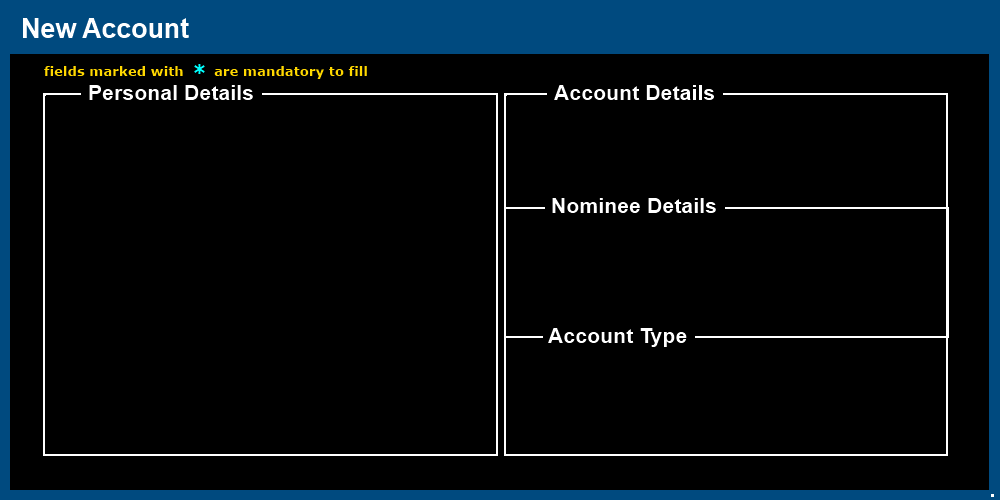 New Account
fields marked with * are mandatory to fill
Personal Details
Account Details
Nominee Details
Account Type